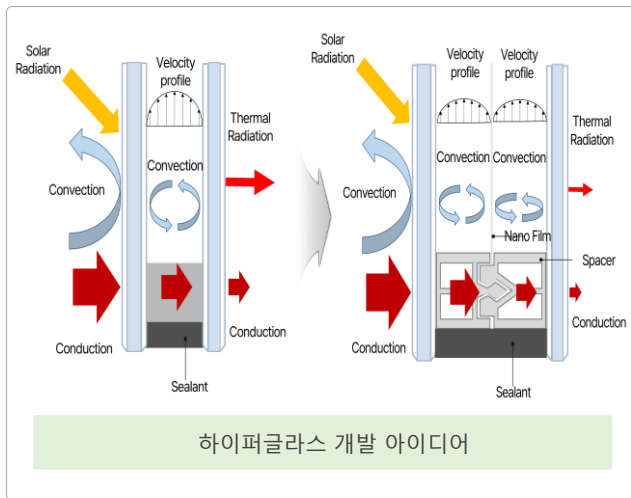 Solar
Radiation
Velocity
profile
Thermal
Radiation
Convection
Convection
Conduction
Conduction
Sealant
Solar
Radiation
Velocity
profile
Velocity
profile
Thermal
Radiation
Convection
Convection
Convection
Nano Film
Spacer
Conduction
Conduction
Sealant
하이퍼글라스 개발 아이디어